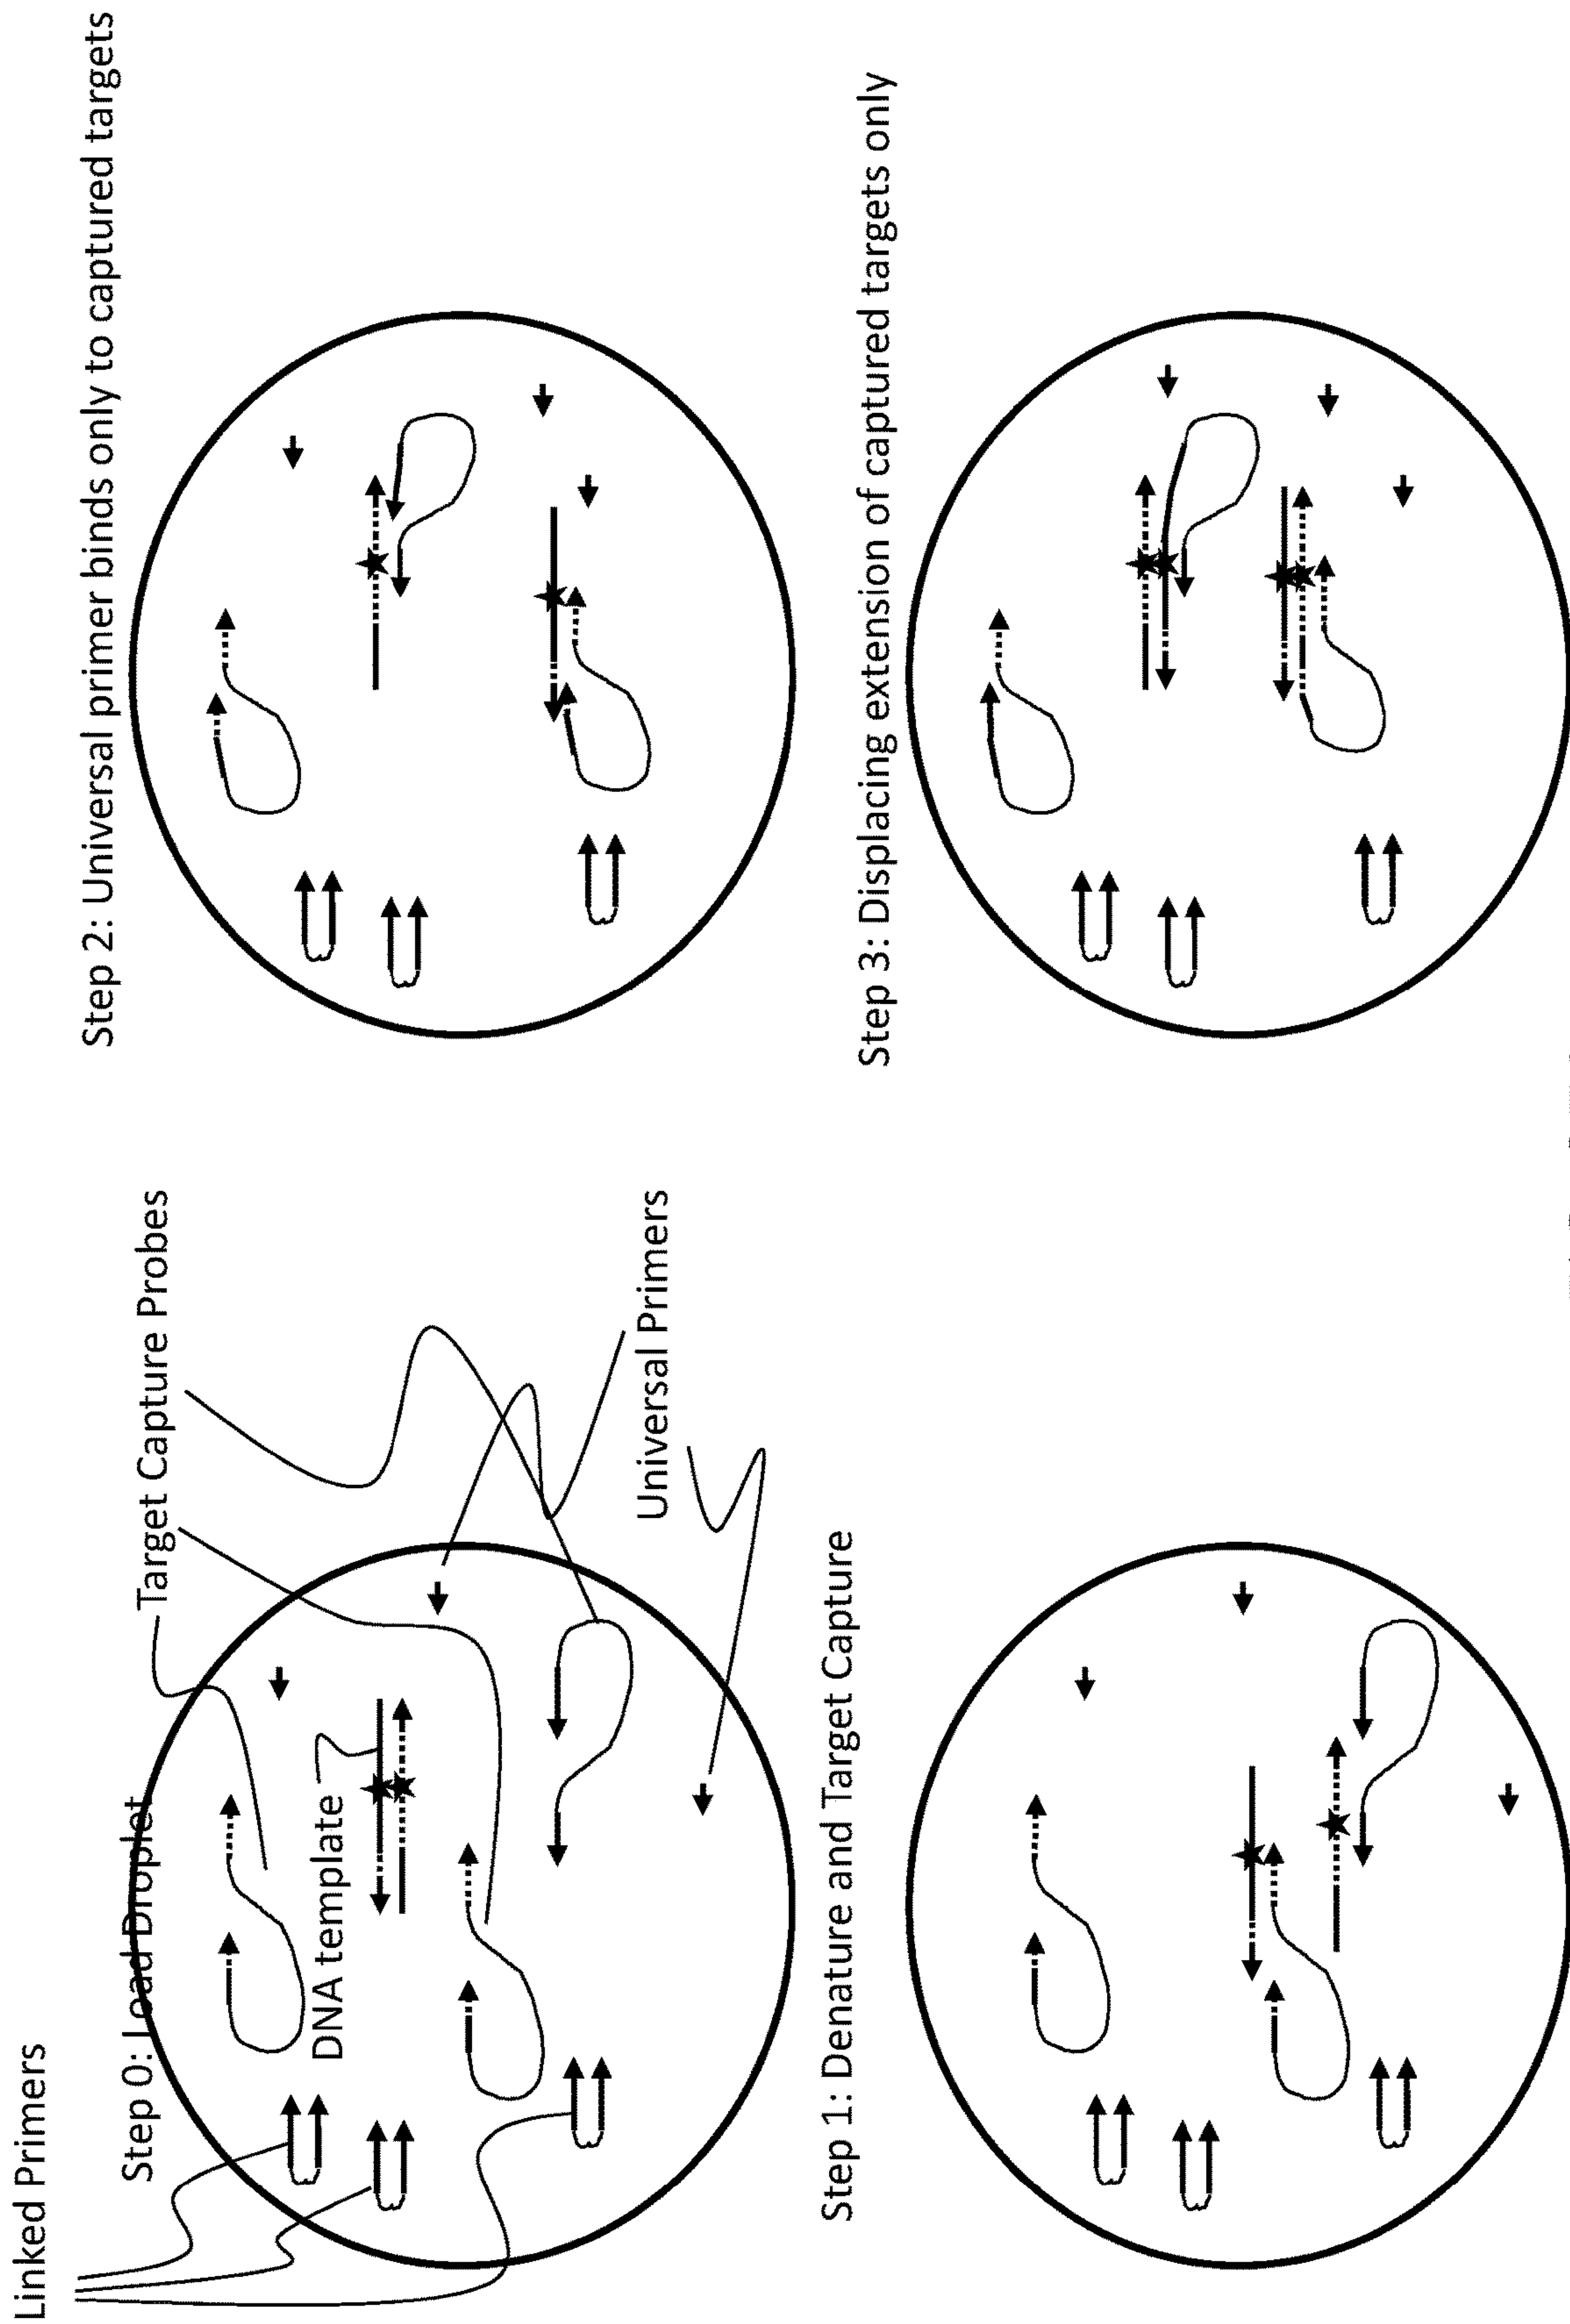 Linked Primers
Step 0: Load Droplet
Target Capture Probes
DNA template
Universal Primers
Step 1: Denature and Target Capture
Step 2: Universal primer binds only to captured targets
Step 3: Displacing extension of captured targets only